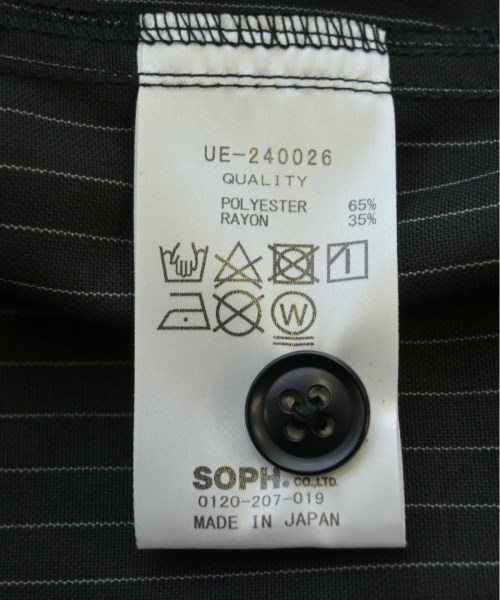 UE-240026
QUALITY
POLYESTER 65%
RAYON 35%
W
SOPH. CO.,LTD.
0120-207-019
MADE IN JAPAN